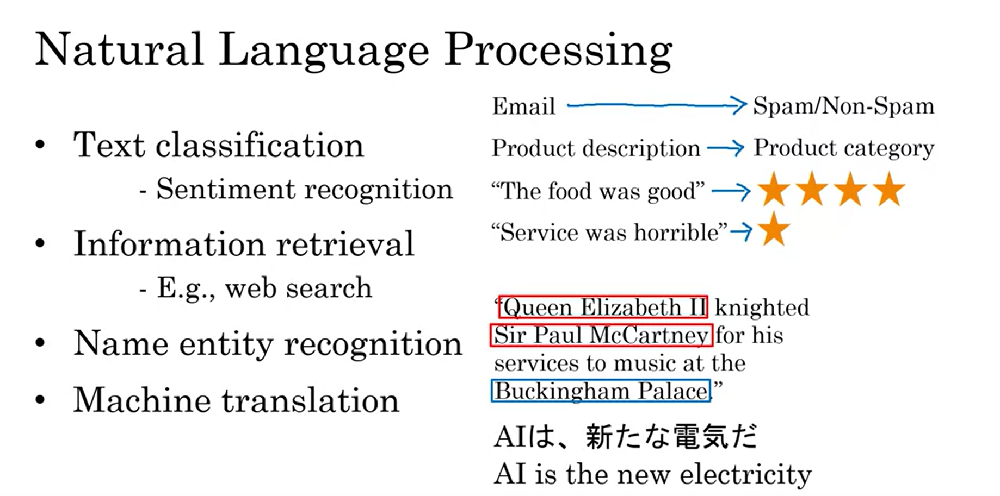 Natural Language Processing
• Text classification
- Sentiment recognition
• Information retrieval
- E.g., web search
• Name entity recognition
• Machine translation
Email → Spam/Non-Spam
Product description → Product category
“The food was good” → ★ ★ ★ ★
“Service was horrible” → ★
“Queen Elizabeth II knighted
Sir Paul McCartney for his
services to music at the
Buckingham Palace.”
AIは、新たな電気だ
AI is the new electricity